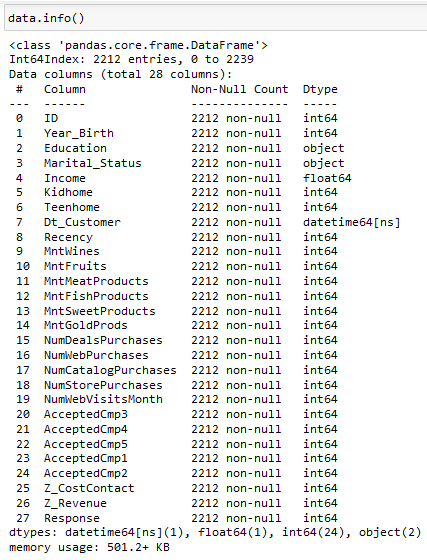 data.info()
<class 'pandas.core.frame.DataFrame'>
Int64Index: 2212 entries, 0 to 2239
Data columns (total 28 columns):
 #   Column               Non-Null Count  Dtype
---  ------               --------------  -----
 0   ID                   2212 non-null   int64
 1   Year_Birth           2212 non-null   int64
 2   Education            2212 non-null   object
 3   Marital_Status       2212 non-null   object
 4   Income               2212 non-null   float64
 5   Kidhome              2212 non-null   int64
 6   Teenhome             2212 non-null   int64
 7   Dt_Customer          2212 non-null   datetime64[ns]
 8   Recency              2212 non-null   int64
 9   MntWines             2212 non-null   int64
 10  MntFruits            2212 non-null   int64
 11  MntMeatProducts      2212 non-null   int64
 12  MntFishProducts      2212 non-null   int64
 13  MntSweetProducts     2212 non-null   int64
 14  MntGoldProds         2212 non-null   int64
 15  NumDealsPurchases    2212 non-null   int64
 16  NumWebPurchases      2212 non-null   int64
 17  NumCatalogPurchases  2212 non-null   int64
 18  NumStorePurchases    2212 non-null   int64
 19  NumWebVisitsMonth    2212 non-null   int64
 20  AcceptedCmp3         2212 non-null   int64
 21  AcceptedCmp4         2212 non-null   int64
 22  AcceptedCmp5         2212 non-null   int64
 23  AcceptedCmp1         2212 non-null   int64
 24  AcceptedCmp2         2212 non-null   int64
 25  Z_CostContact        2212 non-null   int64
 26  Z_Revenue            2212 non-null   int64
 27  Response             2212 non-null   int64
dtypes: datetime64[ns](1), float64(1), int64(24), object(2)
memory usage: 501.2+ KB